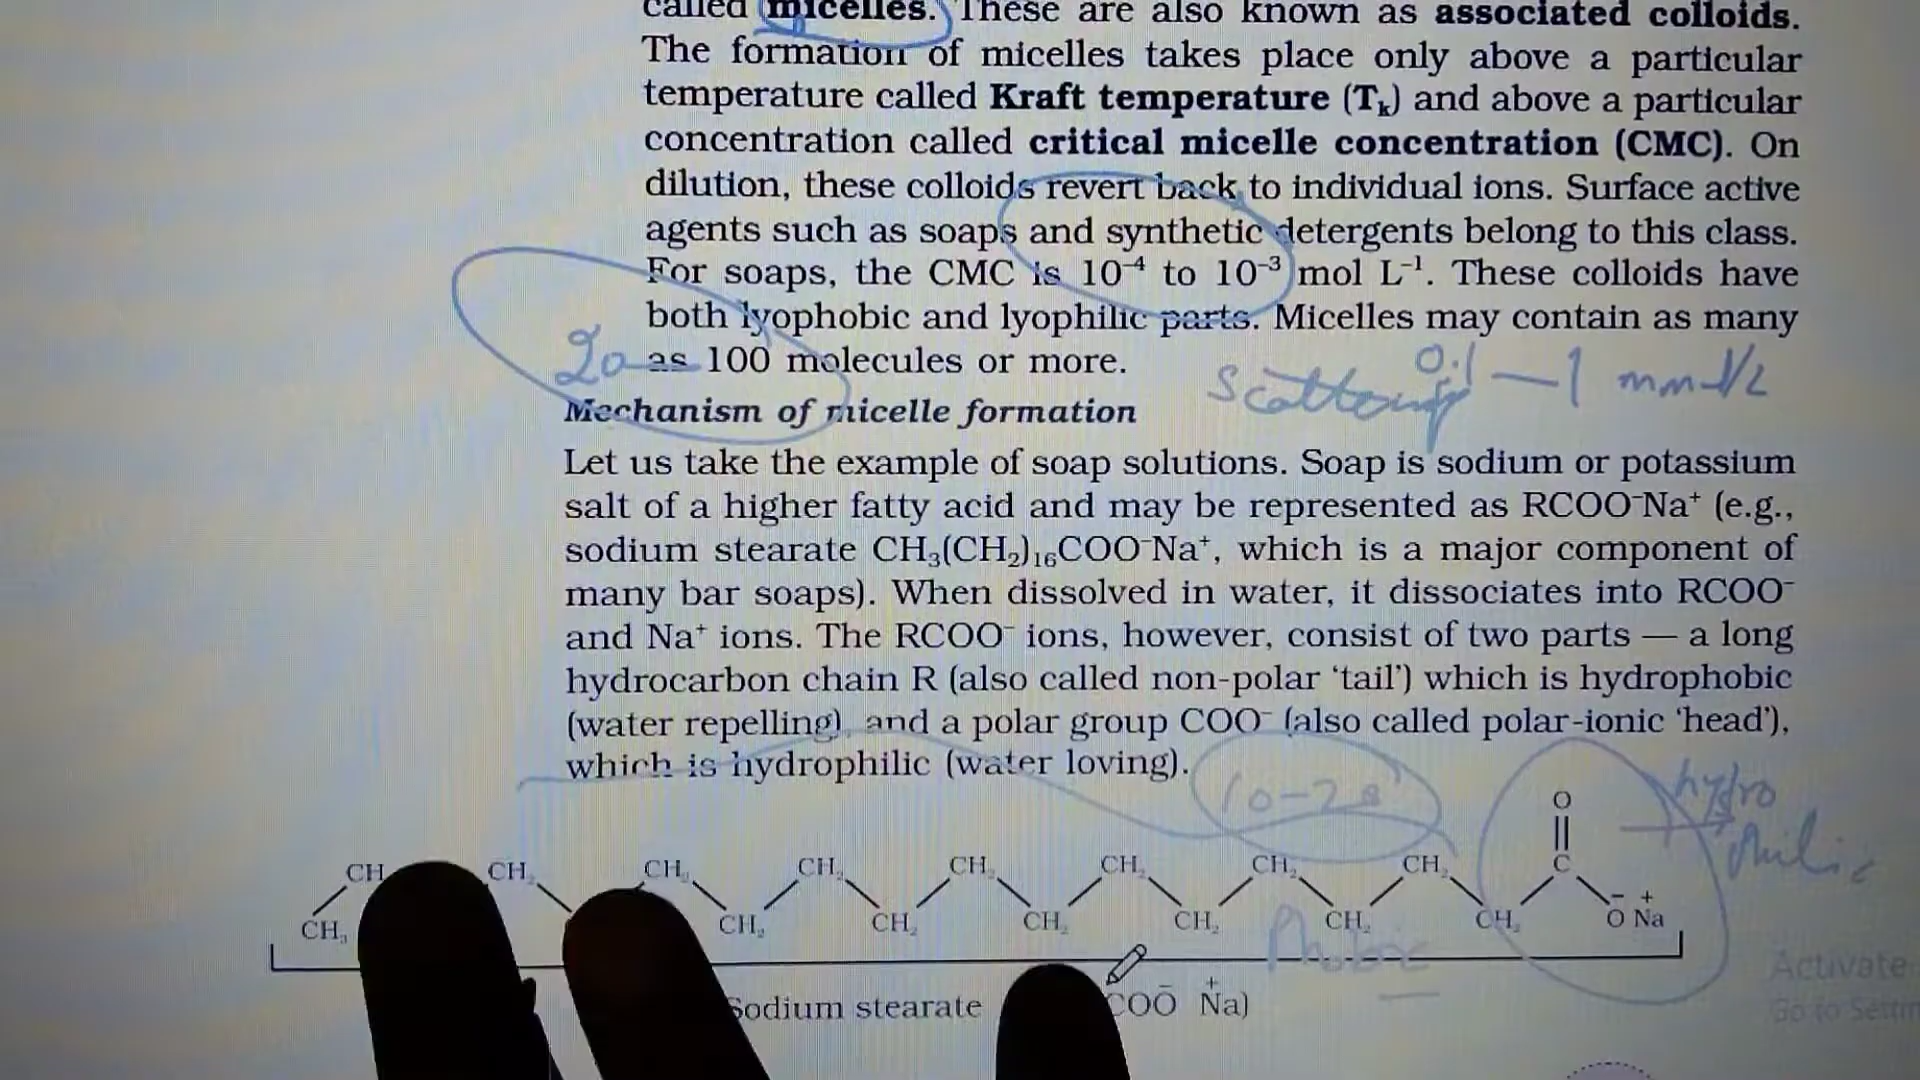 called micelles. These are also known as associated colloids.
The formation of micelles takes place only above a particular
temperature called Kraft temperature (Tₖ) and above a particular
concentration called critical micelle concentration (CMC). On
dilution, these colloids revert back to individual ions. Surface active
agents such as soaps and synthetic detergents belong to this class.
For soaps, the CMC is 10⁻⁴ to 10⁻³ mol L⁻¹. These colloids have
both lyophobic and lyophilic parts. Micelles may contain as many
as 100 molecules or more.
20
Oil
Mechanism of micelle formation
Let us take the example of soap solutions. Soap is sodium or potassium
salt of a higher fatty acid and may be represented as RCOO⁻Na⁺ (e.g.,
sodium stearate CH₃(CH₂)₁₆COO⁻Na⁺, which is a major component of
many bar soaps). When dissolved in water, it dissociates into RCOO⁻
and Na⁺ ions. The RCOO⁻ ions, however, consist of two parts — a long
hydrocarbon chain R (also called non-polar ‘tail’) which is hydrophobic
(water repelling), and a polar group COO⁻ (also called polar-ionic ‘head’),
which is hydrophilic (water loving).
10-20
hydro
philic
O
CH CH₂ CH₂ CH₂ CH₂ CH₂ CH₂ CH₂ C
CH₃ CH₂ CH₂ CH₂ CH₂ CH₂ CH₂ O⁻ Na⁺
Phobic
Activate
Go to Settin
Sodium stearate COO⁻ Na⁺)